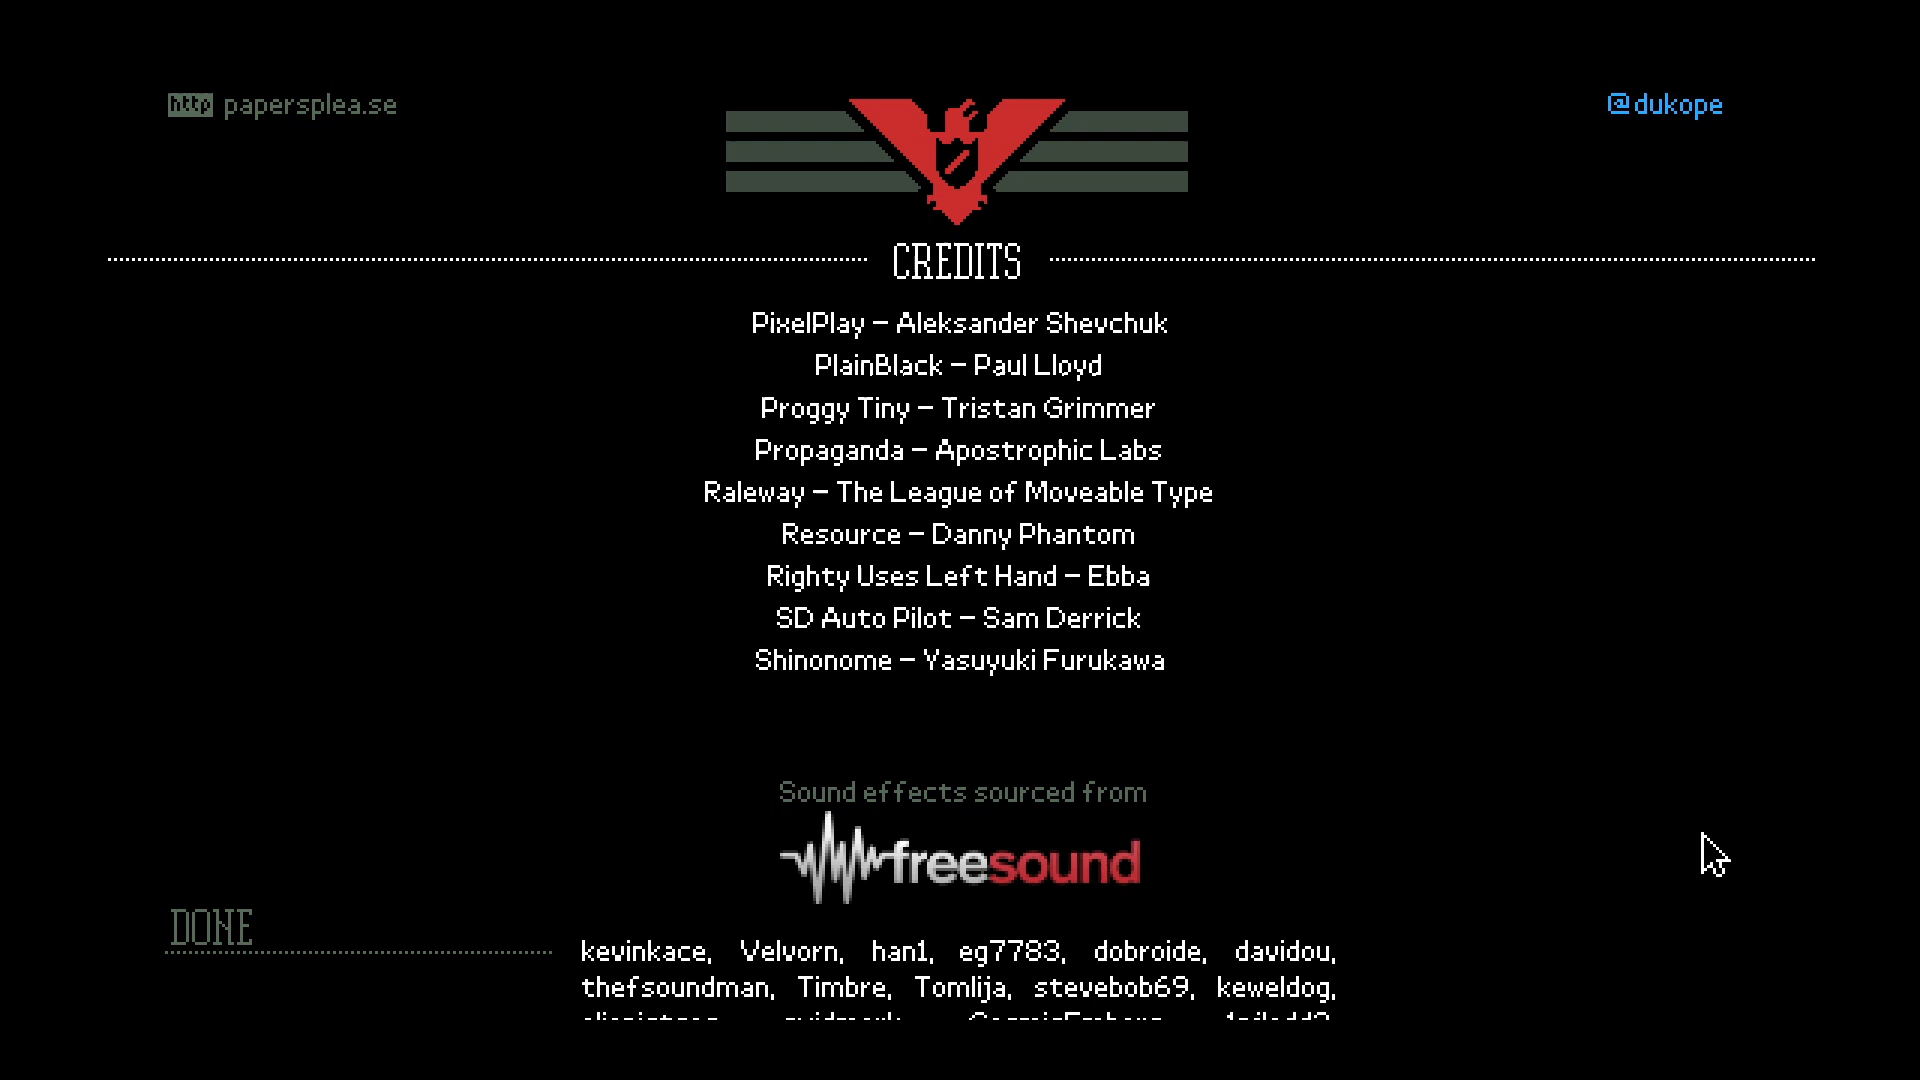 http papersplea.se
@dukope
CREDITS
PixelPlay – Aleksander Shevchuk
PlainBlack – Paul Lloyd
Proggy Tiny – Tristan Grimmer
Propaganda – Apostrophic Labs
Raleway – The League of Moveable Type
Resource – Danny Phantom
Righty Uses Left Hand – Ebba
SD Auto Pilot – Sam Derrick
Shinonome – Yasuyuki Furukawa
Sound effects sourced from
freesound
DONE
kevinkace, Velvorn, han1, eg7783, dobroide, davidou,
thefsoundman, Timbre, Tomlija, stevebob69, keweldog,